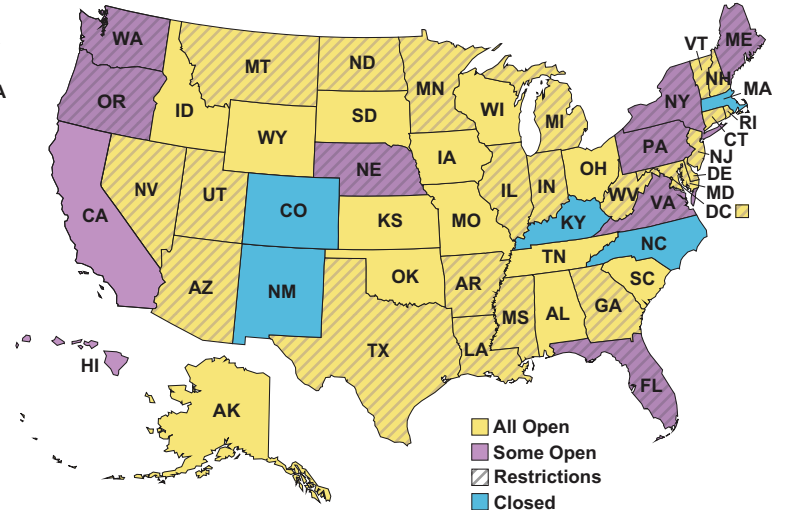 WA
MT
ND
MN
VT
ME
NH
MA
A
OR
ID
SD
WI
MI
NY
RI
CT
WY
IA
PA
NJ
NE
OH
DE
NV
UT
IL
IN
WV
MD
CA
CO
KS
MO
KY
VA
DC
AZ
NM
OK
AR
TN
NC
SC
TX
LA
MS
AL
GA
HI
AK
FL
All Open
Some Open
Restrictions
Closed